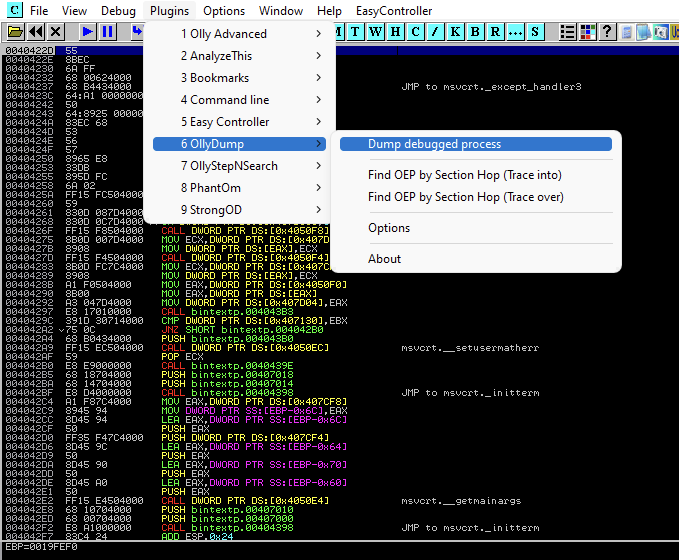 C File View Debug Plugins Options Window Help EasyController
M T W H C / K B R ... S ?
1 Olly Advanced
2 AnalyzeThis
3 Bookmarks
4 Command line
5 Easy Controller
6 OllyDump
7 OllyStepNSearch
8 PhantOm
9 StrongOD
Dump debugged process
Find OEP by Section Hop (Trace into)
Find OEP by Section Hop (Trace over)
Options
About
0040422D 55
0040422E 8BEC
00404230 6A FF
00404232 68 00624000
00404237 68 B4434000 JMP to msvcrt._except_handler3
0040423C 64:A1 00000000
00404242 50
00404243 64:8925 00000
0040424A 83EC 68
0040424D 53
0040424E 56
0040424F 57
00404250 8965 E8
00404253 33DB
00404255 895D FC
00404258 6A 02
0040425A FF15 FC504000
00404260 59
00404261 830D 087D4000
00404268 830D 0C7D4000
0040426F FF15 F8504000 CALL DWORD PTR DS:[0x4050F8]
00404275 8B0D 007D4000 MOV ECX,DWORD PTR DS:[0x407D
0040427B 8908 MOV DWORD PTR DS:[EAX],ECX
0040427D FF15 F4504000 CALL DWORD PTR DS:[0x4050F4]
00404283 8B0D FC7C4000 MOV ECX,DWORD PTR DS:[0x407C
00404289 8908 MOV DWORD PTR DS:[EAX],ECX
0040428B A1 F0504000 MOV EAX,DWORD PTR DS:[0x4050F0]
00404290 8B00 MOV EAX,DWORD PTR DS:[EAX]
00404292 A3 047D4000 MOV DWORD PTR DS:[0x407D04],EAX
00404297 E8 17010000 CALL bintextp.004043B3
0040429C 391D 30714000 CMP DWORD PTR DS:[0x407130],EBX
004042A2 75 0C JNZ SHORT bintextp.004042B0
004042A4 68 B0434000 PUSH bintextp.004043B0
004042A9 FF15 EC504000 CALL DWORD PTR DS:[0x4050EC] msvcrt.__setusermatherr
004042AF 59 POP ECX
004042B0 E8 E9000000 CALL bintextp.0040439E
004042B5 68 18704000 PUSH bintextp.00407018
004042BA 68 14704000 PUSH bintextp.00407014
004042BF E8 D4000000 CALL bintextp.00404398 JMP to msvcrt._initterm
004042C4 A1 F87C4000 MOV EAX,DWORD PTR DS:[0x407CF8]
004042C9 8945 94 MOV DWORD PTR SS:[EBP-0x6C],EAX
004042CC 8D45 94 LEA EAX,DWORD PTR SS:[EBP-0x6C]
004042CF 50 PUSH EAX
004042D0 FF35 F47C4000 PUSH DWORD PTR DS:[0x407CF4]
004042D6 8D45 9C LEA EAX,DWORD PTR SS:[EBP-0x64]
004042D9 50 PUSH EAX
004042DA 8D45 90 LEA EAX,DWORD PTR SS:[EBP-0x70]
004042DD 50 PUSH EAX
004042DE 8D45 A0 LEA EAX,DWORD PTR SS:[EBP-0x60]
004042E1 50 PUSH EAX
004042E2 FF15 E4504000 CALL DWORD PTR DS:[0x4050E4] msvcrt.__getmainargs
004042E8 68 10704000 PUSH bintextp.00407010
004042ED 68 00704000 PUSH bintextp.00407000
004042F2 E8 A1000000 CALL bintextp.00404398 JMP to msvcrt._initterm
004042F7 83C4 24 ADD ESP,0x24
EBP=0019FEF0